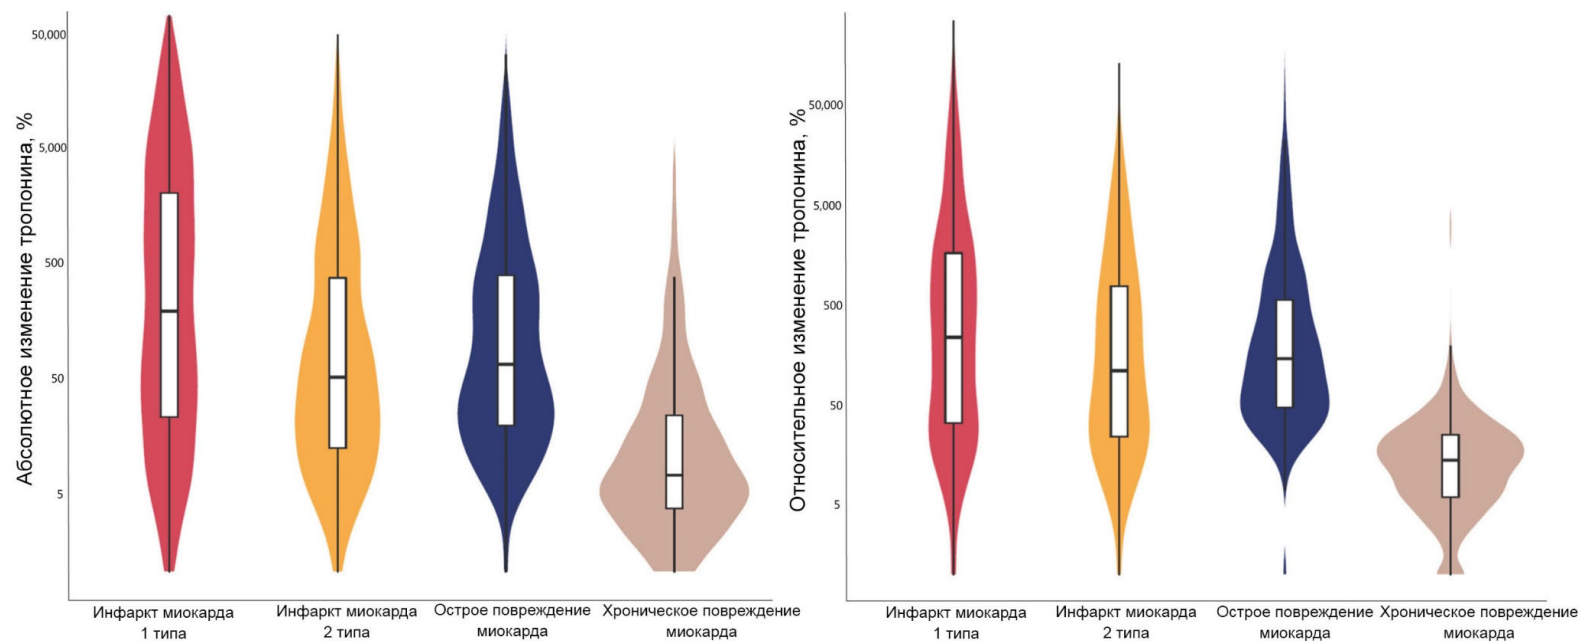 Абсолютное изменение тропонина, %
50,000
5,000
500
50
5
Инфаркт миокарда
1 типа
Инфаркт миокарда
2 типа
Острое повреждение
миокарда
Хроническое повреждение
миокарда
Относительное изменение тропонина, %
50,000
5,000
500
50
5
Инфаркт миокарда
1 типа
Инфаркт миокарда
2 типа
Острое повреждение
миокарда
Хроническое повреждение
миокарда